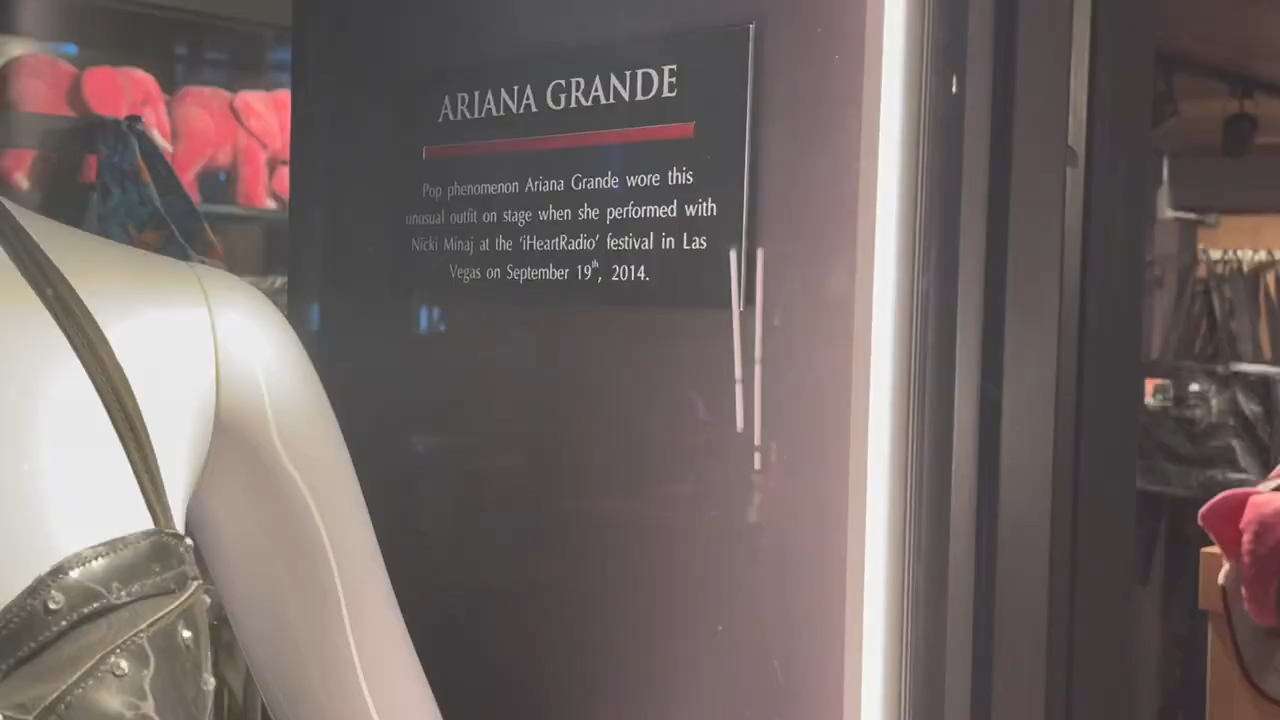 ARIANA GRANDE
Pop phenomenon Ariana Grande wore this
unusual outfit on stage when she performed with
Nicki Minaj at the 'iHeartRadio' festival in Las
Vegas on September 19th, 2014.